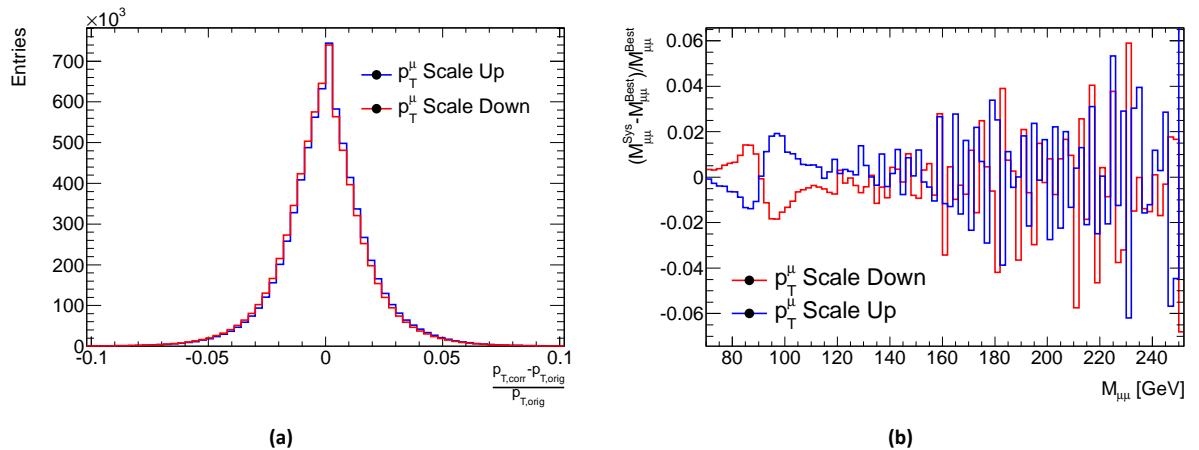 ×10³
Entries
700
600
500
400
300
200
100
0
-0.1
-0.05
0
0.05
0.1
p_T^μ Scale Up
p_T^μ Scale Down
p_T,corr - p_T,orig
p_T,orig
(a)
(M_μμ^Sys - M_μμ^Best)/M_μμ^Best
0.06
0.04
0.02
0
-0.02
-0.04
-0.06
p_T^μ Scale Down
p_T^μ Scale Up
80 100 120 140 160 180 200 220 240
M_μμ [GeV]
(b)